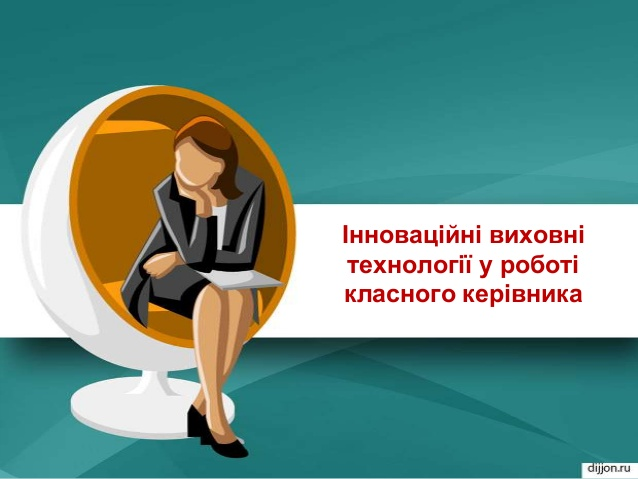 Інноваційні виховні
технології у роботі
класного керівника
dijjon.ru